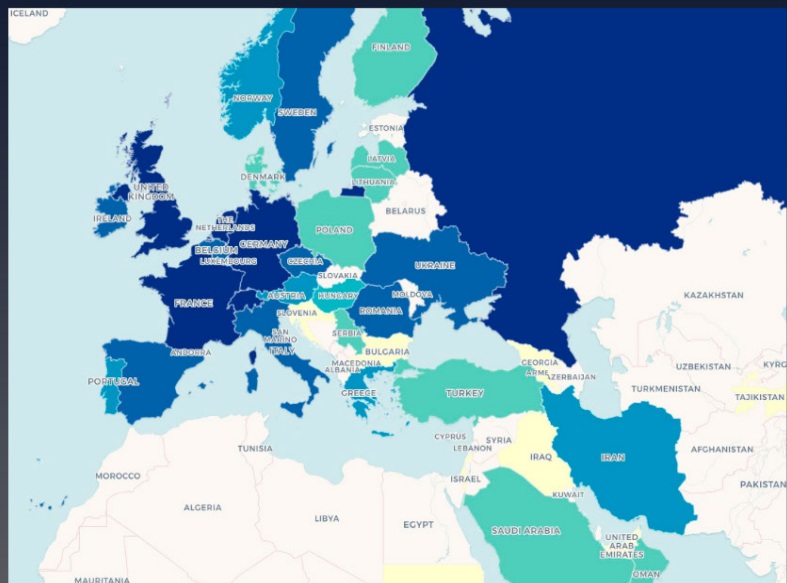 ICELAND
FINLAND
NORWAY
SWEDEN
ESTONIA
LATVIA
DENMARK
LITHUANIA
UNITED
KINGDOM
IRELAND
THE
NETHERLANDS
BELARUS
POLAND
BELGIUM
GERMANY
LUXEMBOURG
CZECHIA
UKRAINE
SLOVAKIA
AUSTRIA
HUNGARY
MOLDOVA
KAZAKHSTAN
FRANCE
SLOVENIA
ROMANIA
SAN
MARINO
SERBIA
ITALY
ANDORRA
BULGARIA
MACEDONIA
ALBANIA
GEORGIA
ARME
AZERBAIJAN
UZBEKISTAN
KYRG
PORTUGAL
GREECE
TURKEY
TURKMENISTAN
TAJIKISTAN
CYPRUS
SYRIA
LEBANON
TUNISIA
IRAQ
IRAN
AFGHANISTAN
MOROCCO
ISRAEL
PAKISTAN
KUWAIT
ALGERIA
LIBYA
EGYPT
SAUDI ARABIA
UNITED
ARAB
EMIRATES
OMAN
MAURITANIA